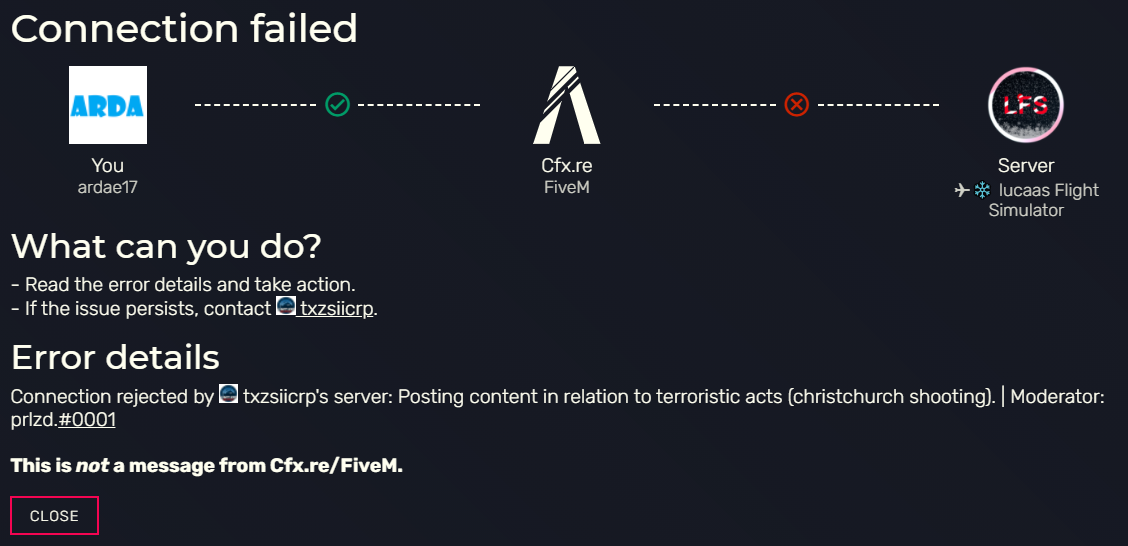 Connection failed
ARDA
LFS
You
Cfx.re
Server
ardae17
FiveM
lucaas Flight
Simulator
What can you do?
- Read the error details and take action.
- If the issue persists, contact txzsiicrp.
Error details
Connection rejected by txzsiicrp's server: Posting content in relation to terroristic acts (christchurch shooting). | Moderator:
prlzd.#0001
This is not a message from Cfx.re/FiveM.
CLOSE